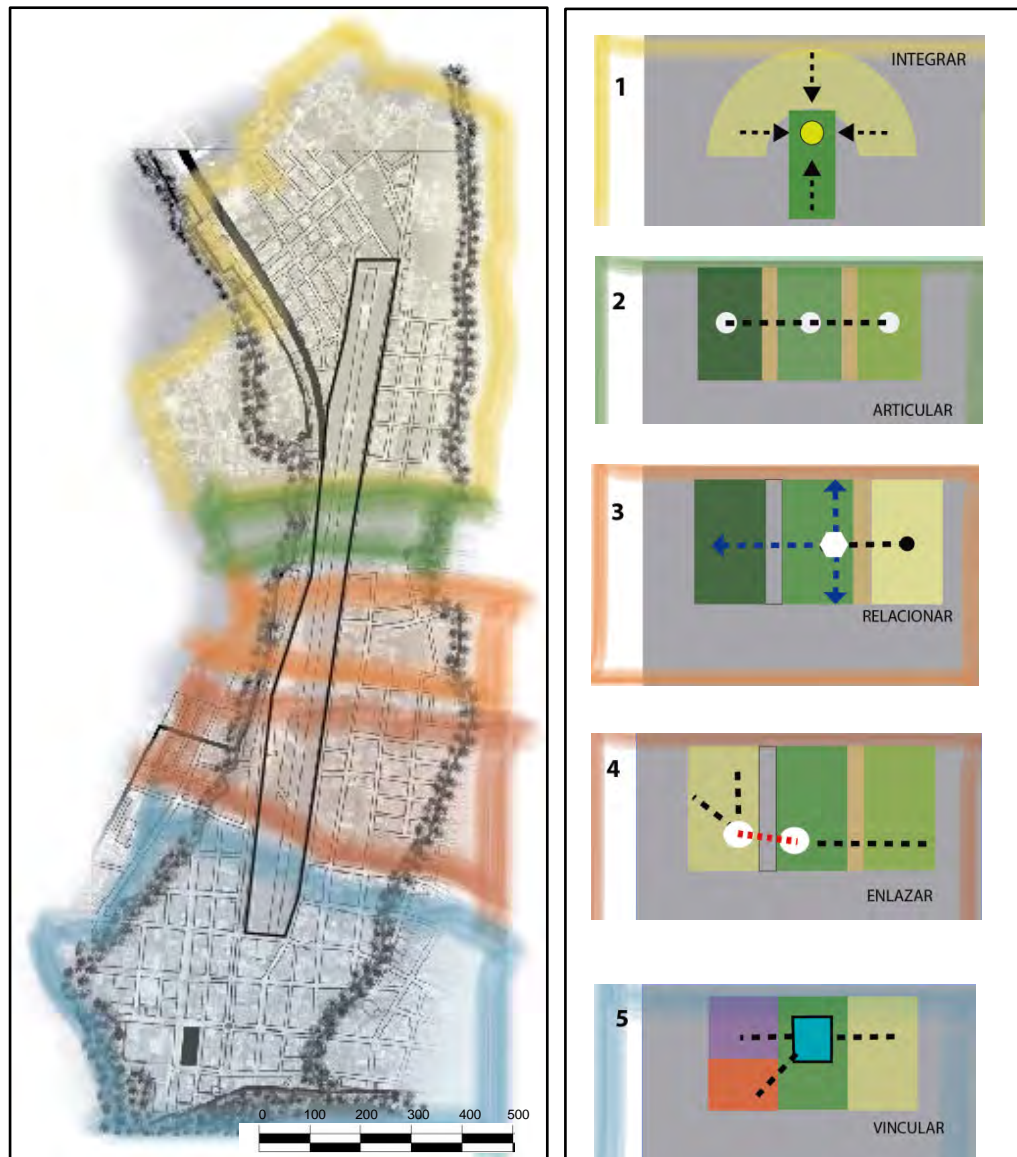 0 100 200 300 400 500
1
INTEGRAR
2
ARTICULAR
3
RELACIONAR
4
ENLAZAR
5
VINCULAR